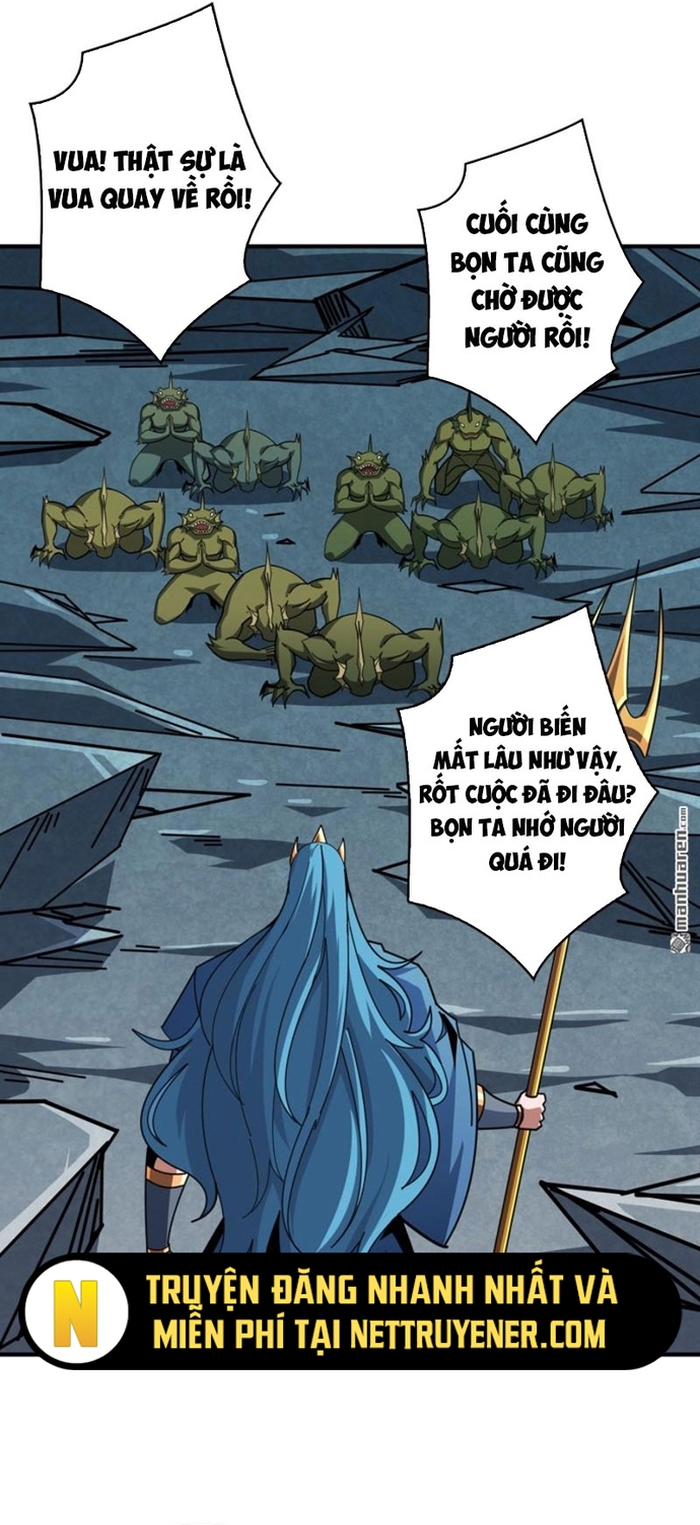 VUA! THẬT SỰ LÀ
VUA QUAY VỀ RỒI!
CUỐI CÙNG
BỌN TA CŨNG
CHỜ ĐƯỢC
NGƯỜI RỒI!
NGƯỜI BIẾN
MẤT LÂU NHƯ VẬY,
RỐT CUỘC ĐÃ ĐI ĐÂU?
BỌN TA NHỚ NGƯỜI
QUÁ ĐI!
manhuaren.com
N
TRUYỆN ĐĂNG NHANH NHẤT VÀ
MIỄN PHÍ TẠI NETTRUYENER.COM